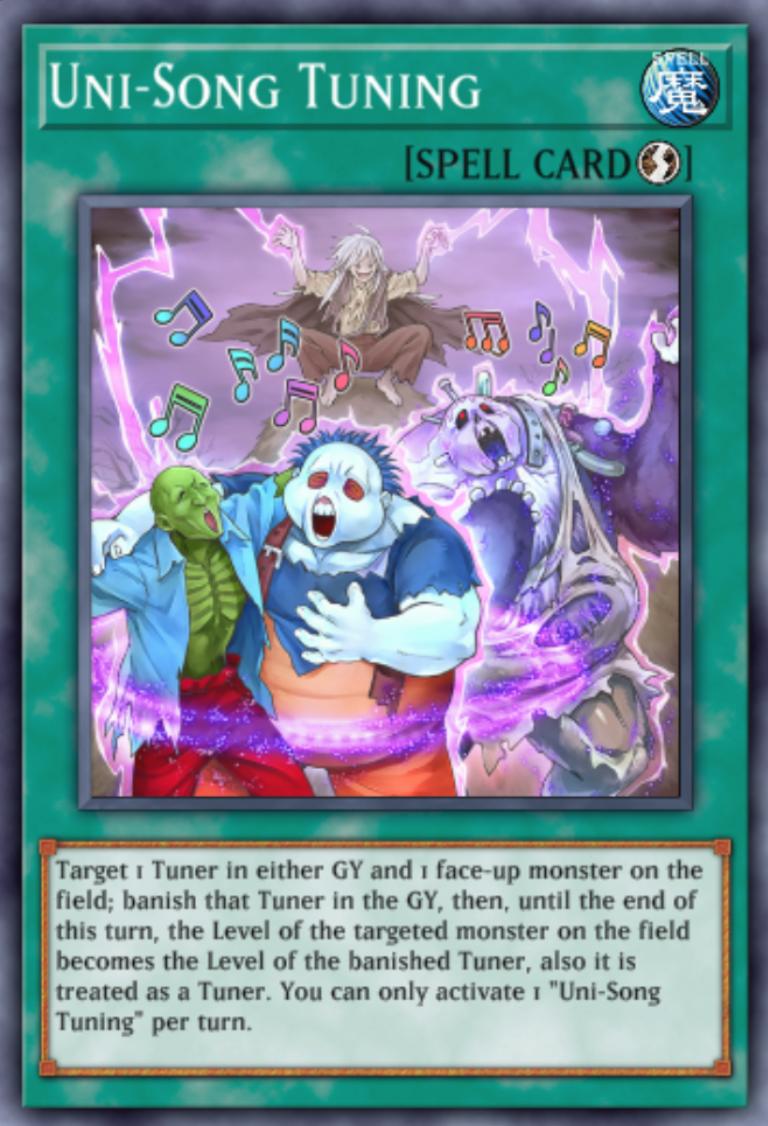 Uni-Song Tuning
SPELL
魔
[SPELL CARD]
Target 1 Tuner in either GY and 1 face-up monster on the
field; banish that Tuner in the GY, then, until the end of
this turn, the Level of the targeted monster on the field
becomes the Level of the banished Tuner, also it is
treated as a Tuner. You can only activate 1 "Uni-Song
Tuning" per turn.